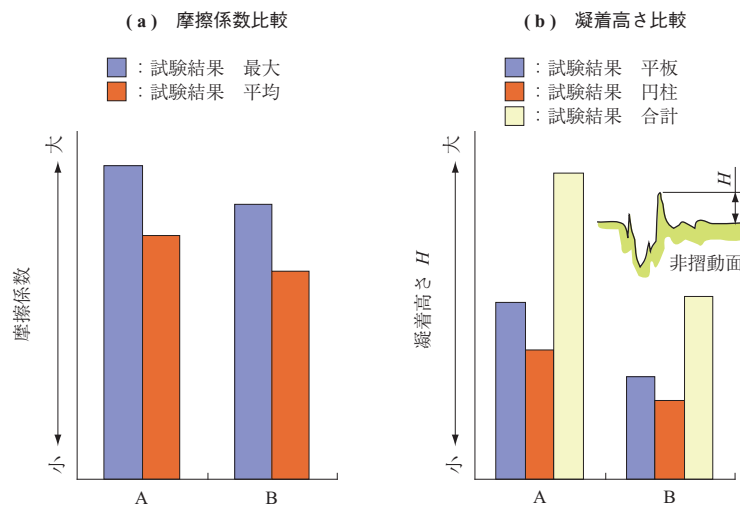 (a) 摩擦係数比較
：試験結果 最大
：試験結果 平均
大
摩擦係数
小
A
B
(b) 凝着高さ比較
：試験結果 平板
：試験結果 円柱
：試験結果 合計
大
凝着高さ H
小
H
非摺動面
A
B